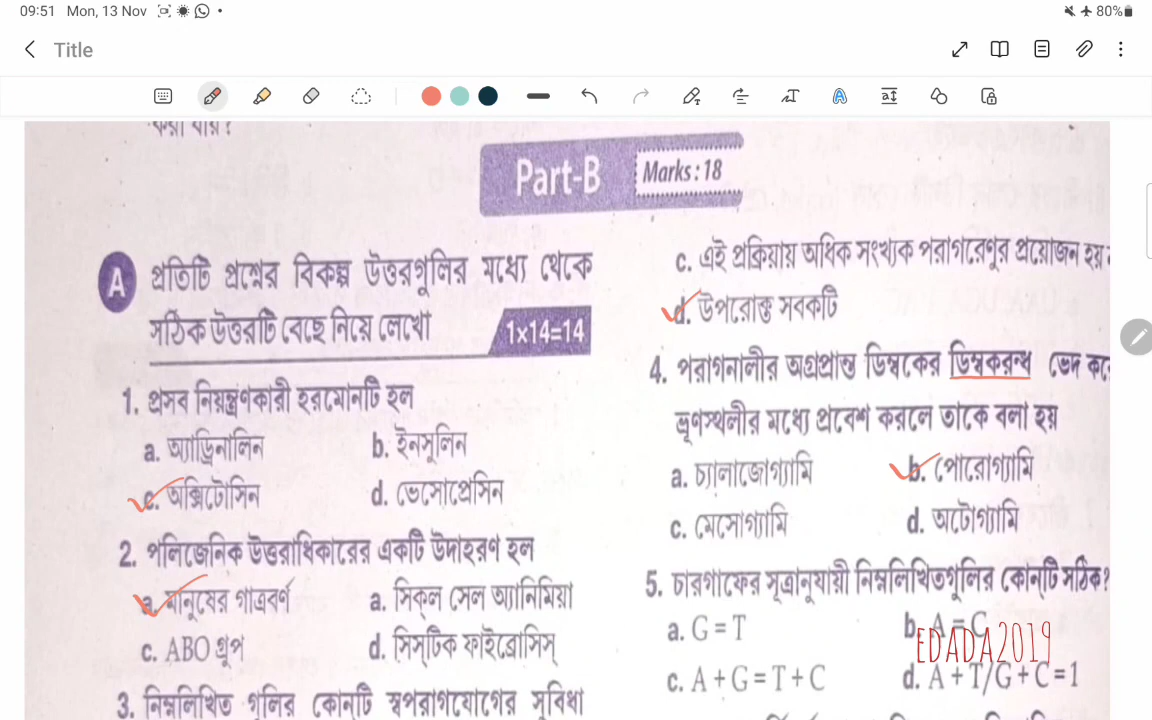 09:51 Mon, 13 Nov
80%
Title
করা যায়?
Part-B
Marks : 18
A প্রতিটি প্রশ্নের বিকল্প উত্তরগুলির মধ্যে থেকে
সঠিক উত্তরটি বেছে নিয়ে লেখো
1×14=14
1. প্রসব নিয়ন্ত্রণকারী হরমোনটি হল
a. অ্যাড্রিনালিন b. ইনসুলিন
c. অক্সিটোসিন d. ভেসোপ্রেসিন
2. পলিজেনিক উত্তরাধিকারের একটি উদাহরণ হল
a. মানুষের গাত্রবর্ণ a. সিক্‌ল সেল অ্যানিমিয়া
c. ABO গ্রুপ d. সিস্‌টিক ফাইব্রোসিস্
3. নিম্নলিখিত গুলির কোনটি স্বপরাগযোগের সুবিধা
c. এই প্রক্রিয়ায় অধিক সংখ্যক পরাগরেণুর প্রয়োজন হয়
d. উপরোক্ত সবকটি
4. পরাগনালীর অগ্রপ্রান্ত ডিম্বকের ডিম্বকরন্ধ্র ভেদ করে
ভ্রূণস্থলীর মধ্যে প্রবেশ করলে তাকে বলা হয়
a. চ্যালাজোগ্যামি b. পোরোগ্যামি
c. মেসোগ্যামি d. অটোগ্যামি
5. চারগাফের সূত্রানুযায়ী নিম্নলিখিতগুলির কোন্‌টি সঠিক?
a. G = T b. A = C
EDADA2019
c. A + G = T + C d. A + T/G + C = 1